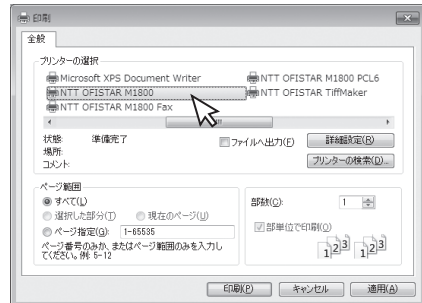 印刷
全般
プリンターの選択
Microsoft XPS Document Writer
NTT OFISTAR M1800 PCL6
NTT OFISTAR M1800
NTT OFISTAR TiffMaker
NTT OFISTAR M1800 Fax
状態: 準備完了
場所:
コメント:
ファイルへ出力(F)
詳細設定(R)
プリンターの検索(D)...
ページ範囲
すべて(L)
選択した部分(T)
現在のページ(U)
ページ指定(G): 1-65535
ページ番号のみか、またはページ範囲のみを入力し
てください。例: 5-12
部数(C): 1
部単位で印刷(O)
1 2 3 1 2 3
印刷(P)
キャンセル
適用(A)